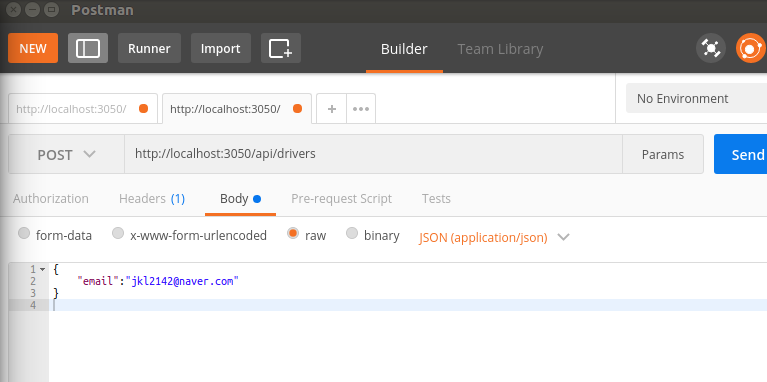 Postman
NEW Runner Import Builder Team Library
http://localhost:3050/ http://localhost:3050/ + ••• No Environment
POST http://localhost:3050/api/drivers Params Send
Authorization Headers (1) Body Pre-request Script Tests
form-data x-www-form-urlencoded raw binary JSON (application/json)
1 {
2 "email":"jkl2142@naver.com"
3 }
4